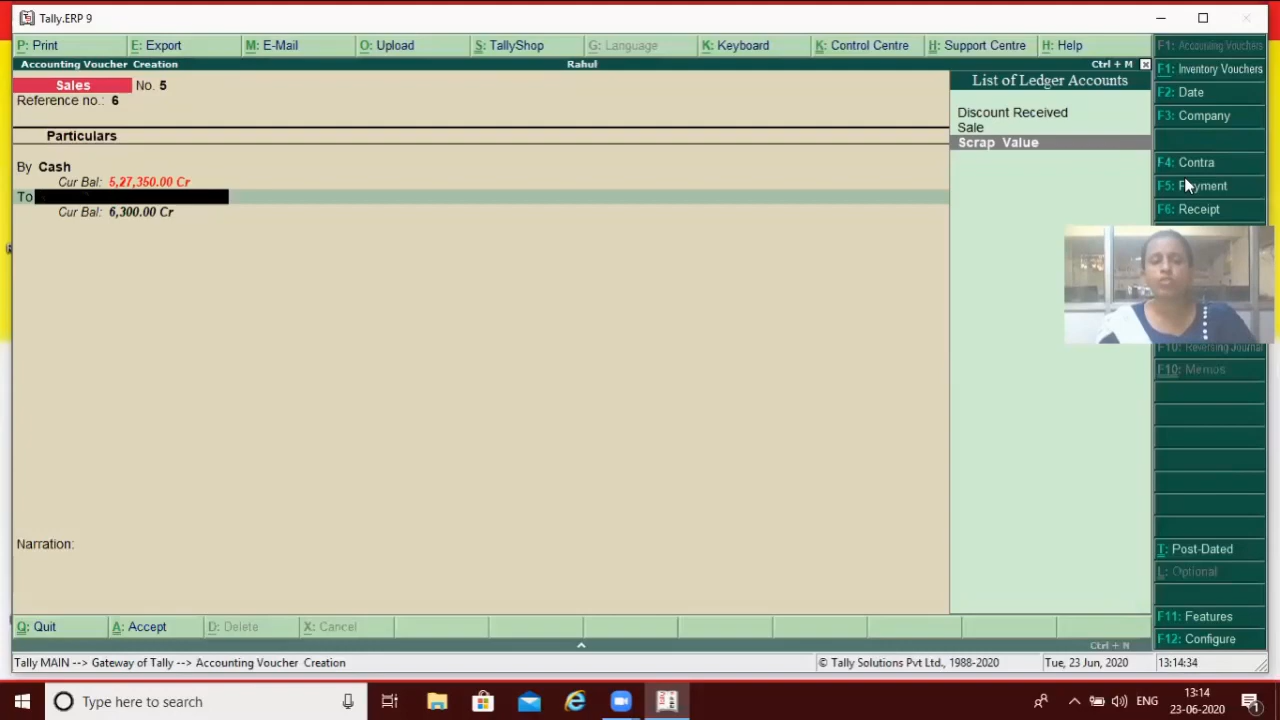 Tally.ERP 9
P: Print E: Export M: E-Mail O: Upload S: TallyShop G: Language K: Keyboard K: Control Centre H: Support Centre H: Help
Accounting Voucher Creation Rahul Ctrl + M
Sales No. 5
Reference no.: 6
Particulars
By Cash
Cur Bal: 5,27,350.00 Cr
To
Cur Bal: 6,300.00 Cr
Narration:
List of Ledger Accounts
Discount Received
Sale
Scrap Value
F1: Accounting Vouchers
F1: Inventory Vouchers
F2: Date
F3: Company
F4: Contra
F5: Payment
F6: Receipt
F10: Reversing Journal
F10: Memos
T: Post-Dated
L: Optional
F11: Features
F12: Configure
Q: Quit A: Accept D: Delete X: Cancel
Ctrl + N
Tally MAIN --> Gateway of Tally --> Accounting Voucher Creation © Tally Solutions Pvt Ltd., 1988-2020 Tue, 23 Jun, 2020 13:14:34
Type here to search ENG 13:14
23-06-2020 1